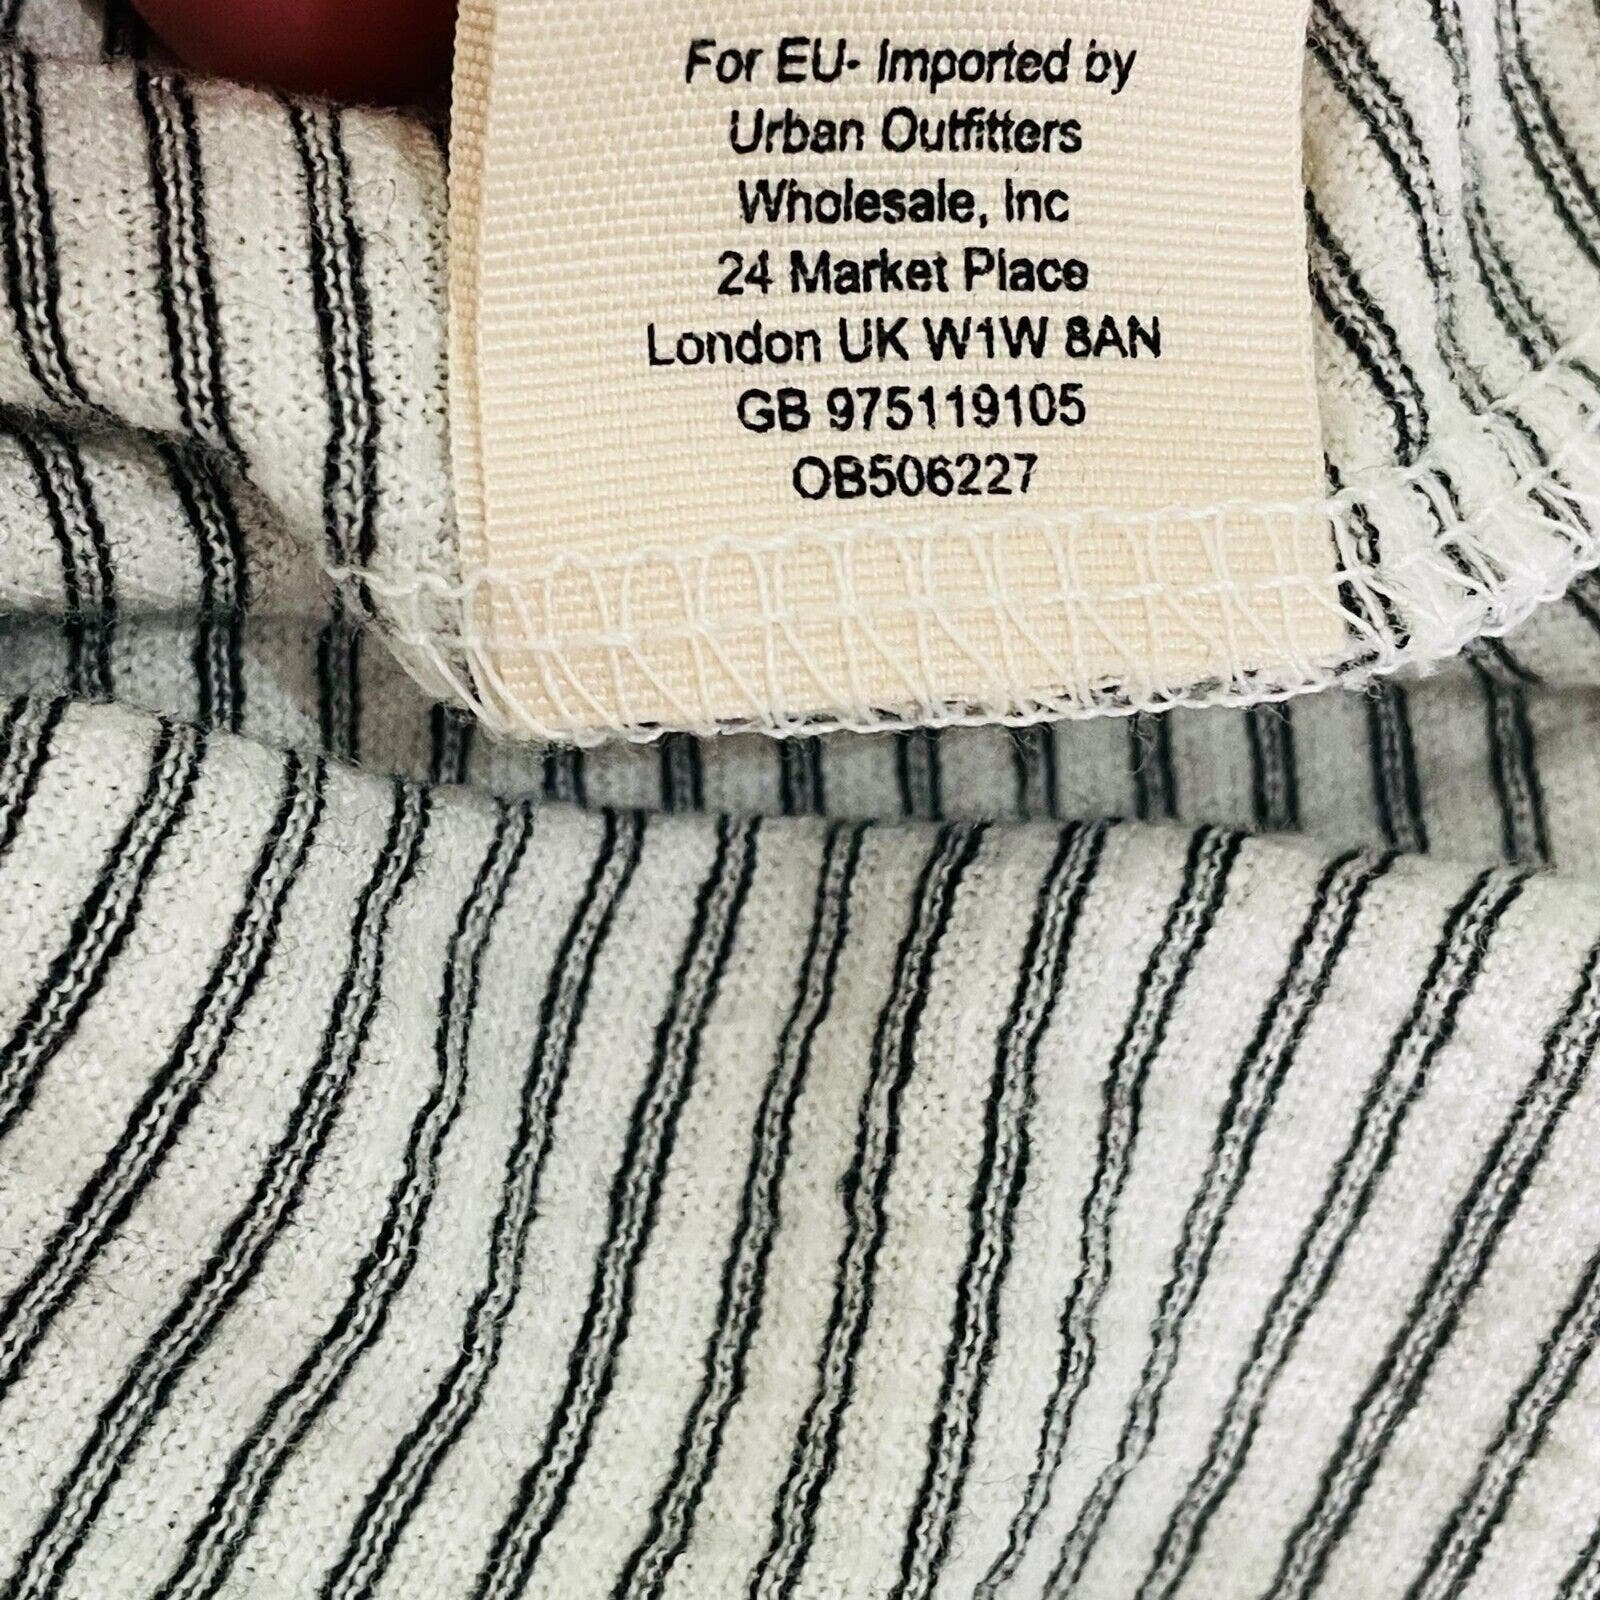 For EU- Imported by
Urban Outfitters
Wholesale, Inc
24 Market Place
London UK W1W 8AN
GB 975119105
OB506227